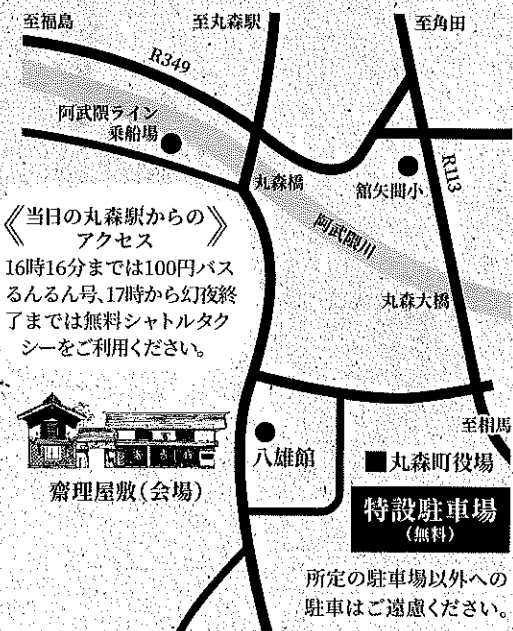 至福島
至丸森駅
至角田
R349
阿武隈ライン
乗船場
丸森橋
舘矢間小
R113
阿武隈川
《当日の丸森駅からの
アクセス》
16時16分までは100円バス
るんるん号、17時から幻夜終
了までは無料シャトルタク
シーをご利用ください。
丸森大橋
至相馬
齋理屋敷(会場)
八雄館
丸森町役場
特設駐車場
(無料)
所定の駐車場以外への
駐車はご遠慮ください。